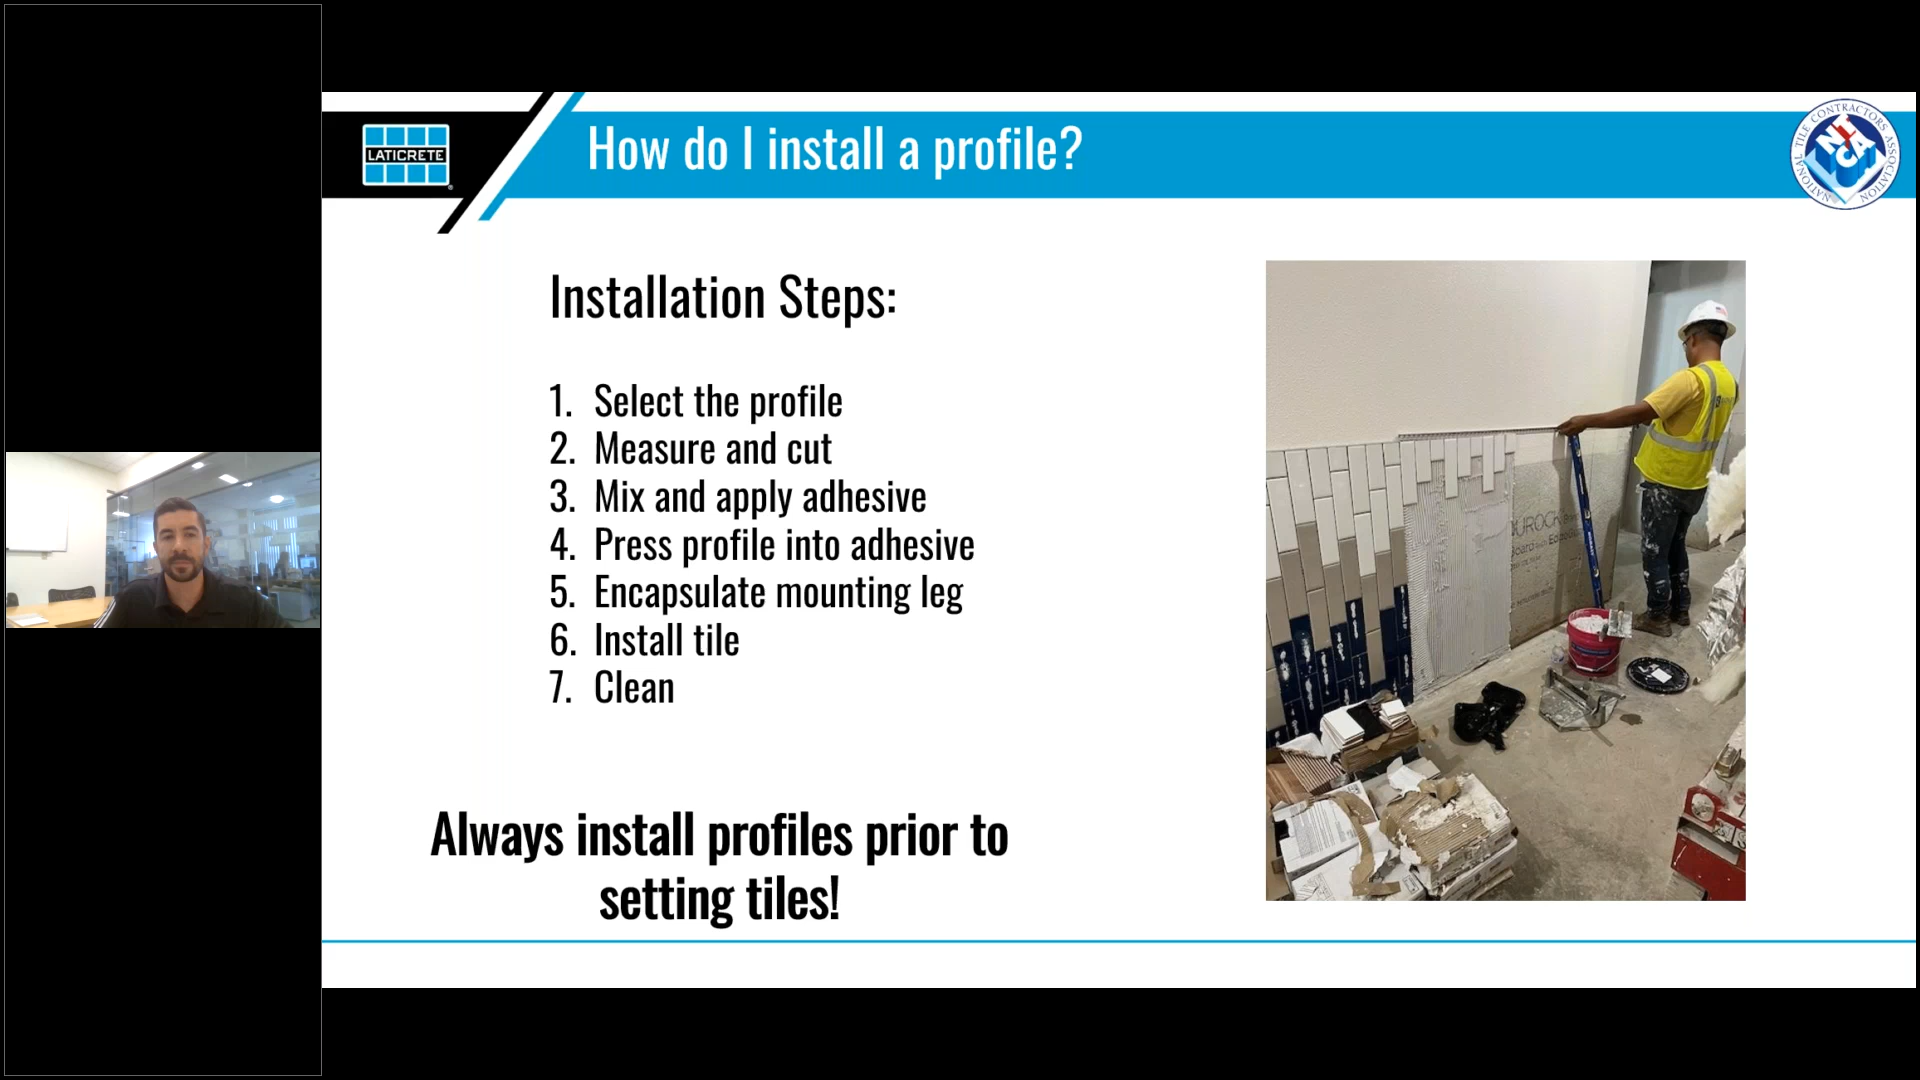 LATICRETE
How do I install a profile?
NATIONAL TILE CONTRACTORS ASSOCIATION
NTCA
Installation Steps:
1. Select the profile
2. Measure and cut
3. Mix and apply adhesive
4. Press profile into adhesive
5. Encapsulate mounting leg
6. Install tile
7. Clean
Always install profiles prior to
setting tiles!